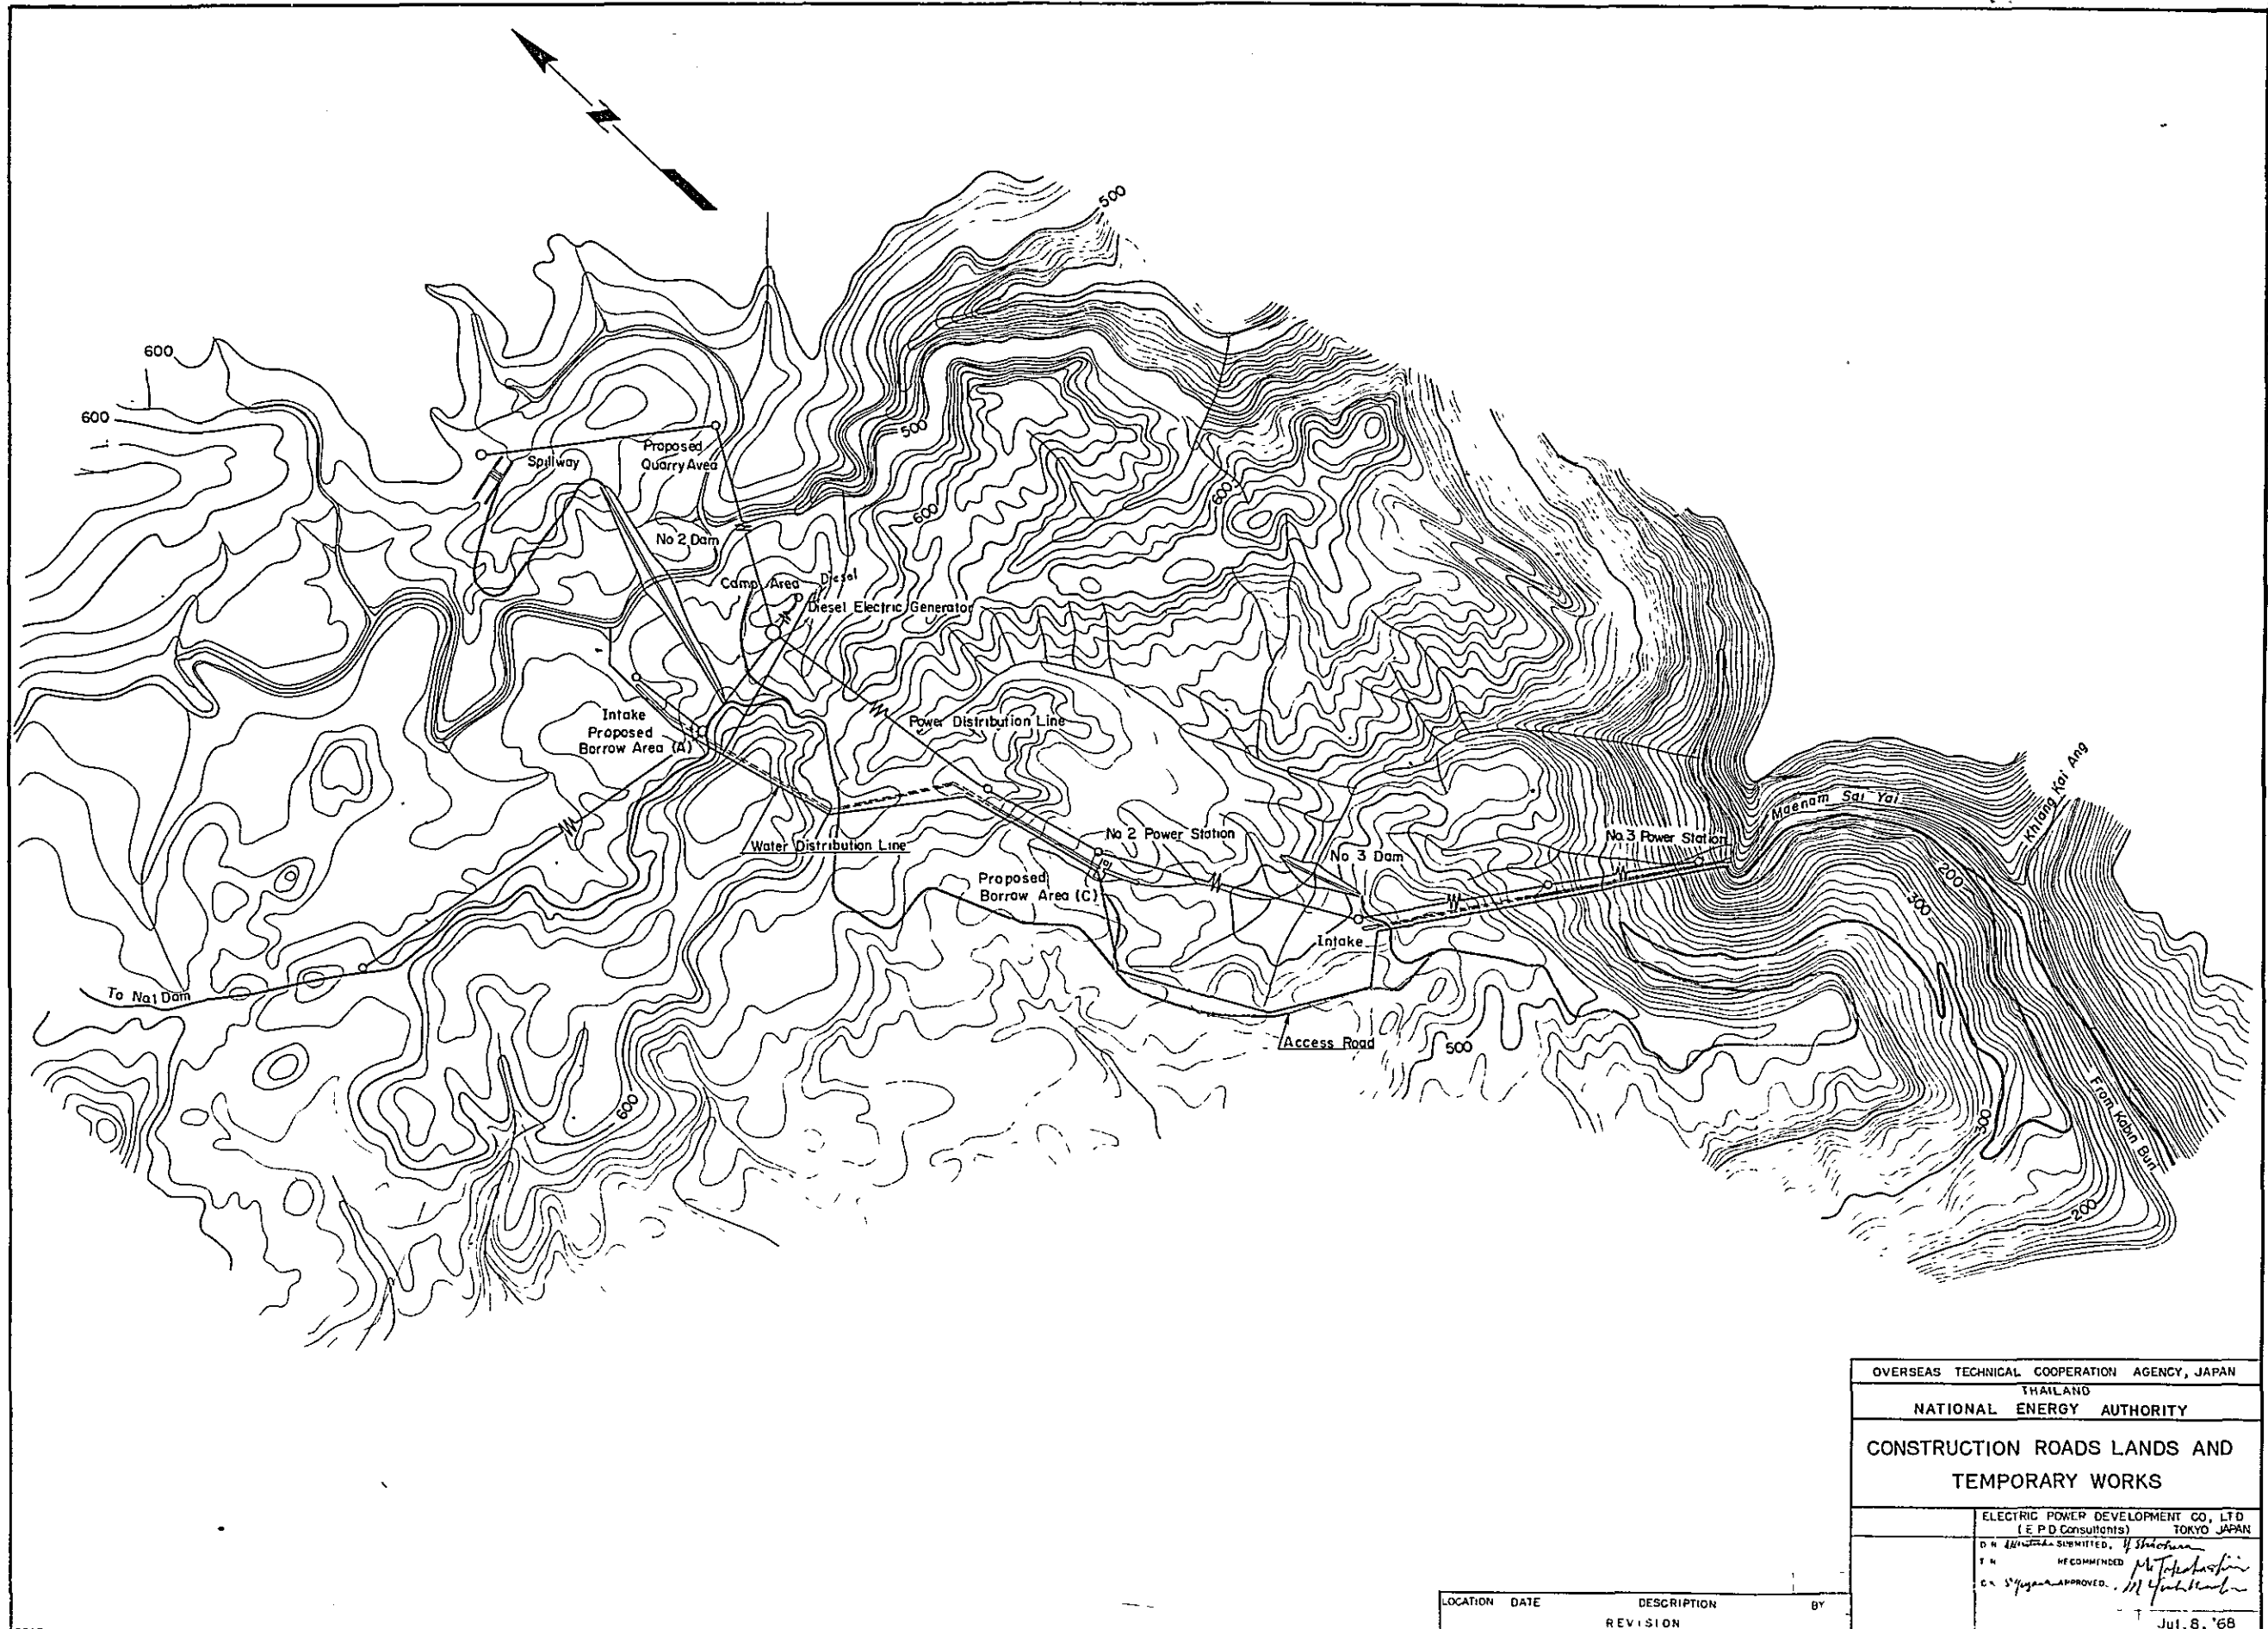 N
500
600
600
Spillway
Proposed
Quarry Avea
500
600
600
No 2 Dam
Camp Area
Diesel
Diesel Electric Generator
Intake
Proposed
Borrow Area (A)
Power Distribution Line
Water Distribution Line
No 2 Power Station
Proposed
Borrow Area (C)
No 3 Dam
Intake
No 3 Power Station
Maenam Sai Yai
Khlang Kai Ang
200
300
To No1 Dam
Access Road
500
600
300
From Kabin Buri
200
OVERSEAS TECHNICAL COOPERATION AGENCY, JAPAN
THAILAND
NATIONAL ENERGY AUTHORITY
CONSTRUCTION ROADS LANDS AND
TEMPORARY WORKS
ELECTRIC POWER DEVELOPMENT CO, LTD
(E P D Consultants) TOKYO JAPAN
SUBMITTED.
RECOMMENDED
APPROVED.
Jul. 8, '68
LOCATION DATE DESCRIPTION BY
REVISION